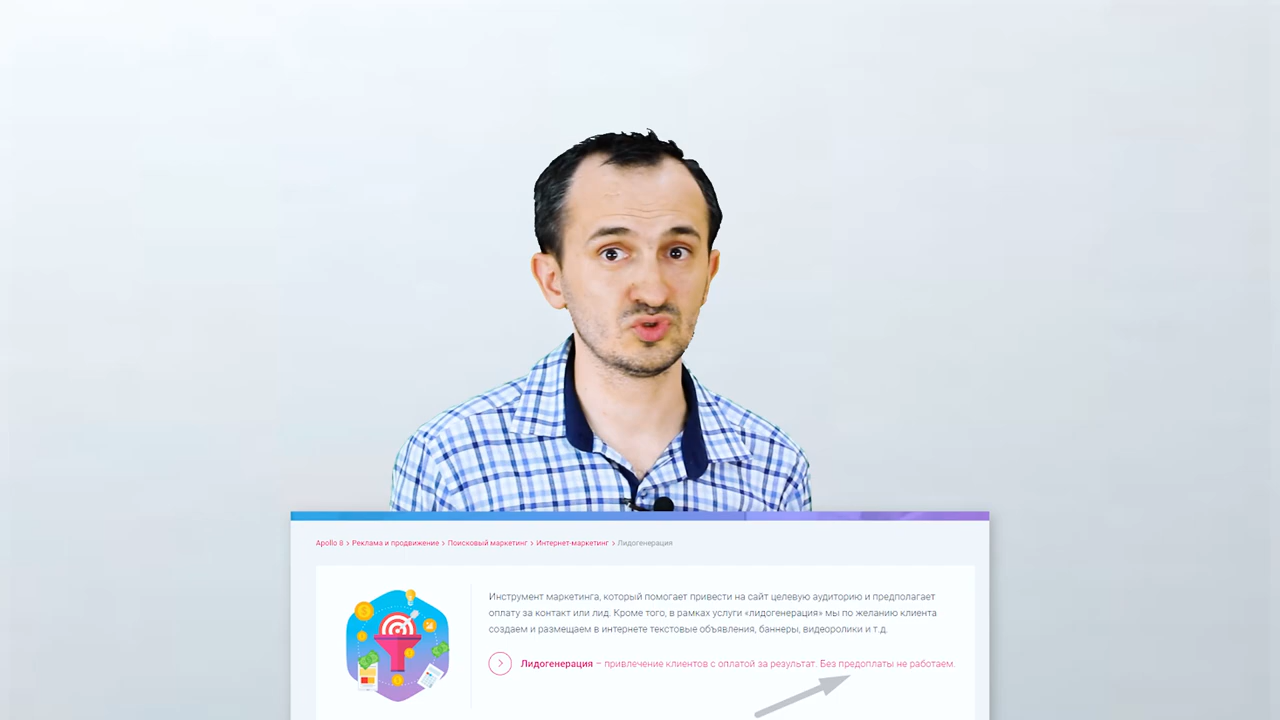 Apollo 8 > Реклама и продвижение > Поисковый маркетинг > Интернет-маркетинг > Лидогенерация
Инструмент маркетинга, который помогает привести на сайт целевую аудиторию и предполагает
оплату за контакт или лид. Кроме того, в рамках услуги «лидогенерация» мы по желанию клиента
создаем и размещаем в интернете текстовые объявления, баннеры, видеоролики и т.д.
Лидогенерация – привлечение клиентов с оплатой за результат. Без предоплаты не работаем.